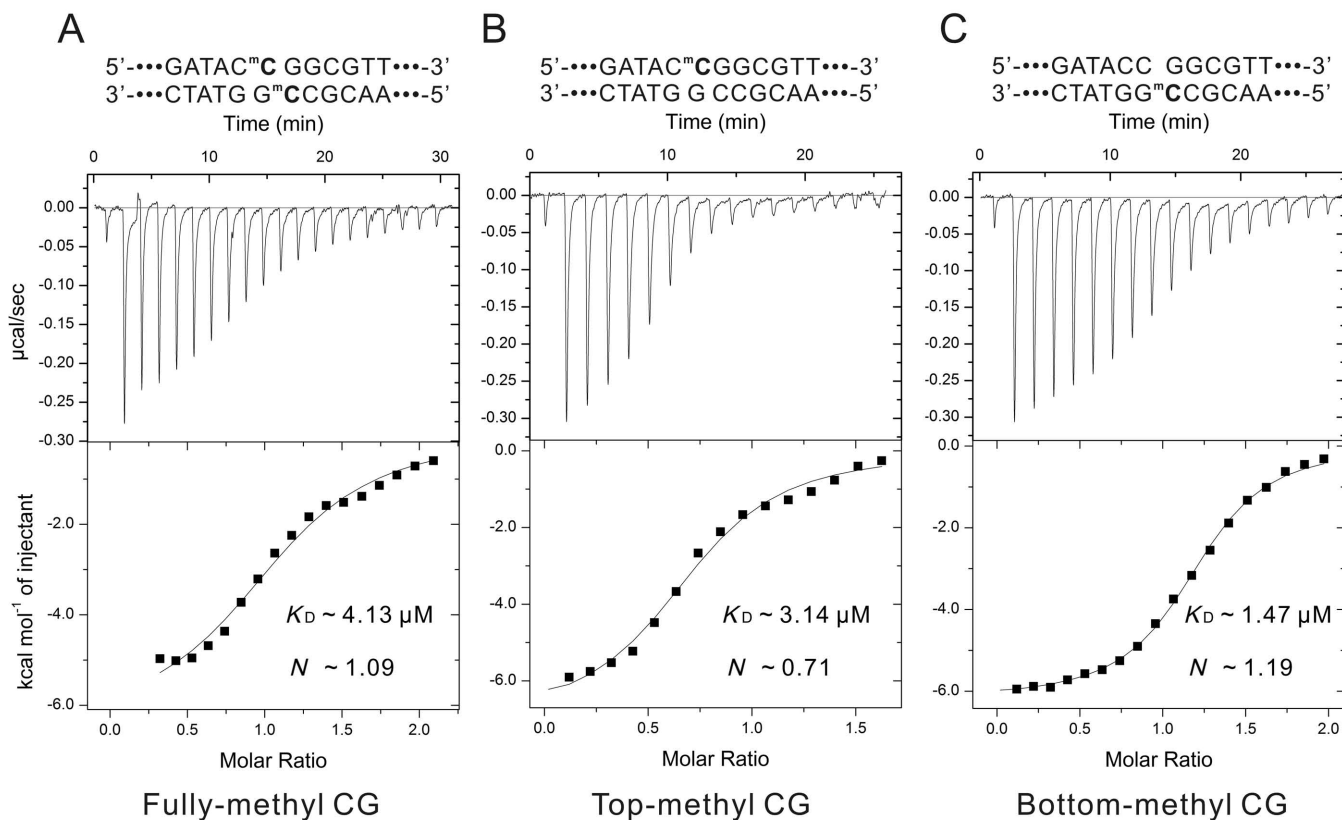 A
5’-•••GATACᵐC GGCGTT•••-3’
3’-•••CTATG GᵐCCGCAA•••-5’
Time (min)
0 10 20 30
0.00
-0.05
-0.10
-0.15
-0.20
-0.25
-0.30
µcal/sec
-2.0
-4.0
-6.0
kcal mol⁻¹ of injectant
KD ~ 4.13 µM
N ~ 1.09
0.0 0.5 1.0 1.5 2.0
Molar Ratio
Fully-methyl CG
B
5’-•••GATACᵐCGGCGTT•••-3’
3’-•••CTATG G CCGCAA•••-5’
Time (min)
0 10 20
0.00
-0.05
-0.10
-0.15
-0.20
-0.25
-0.30
0.0
-2.0
-4.0
-6.0
KD ~ 3.14 µM
N ~ 0.71
0.0 0.5 1.0 1.5
Molar Ratio
Top-methyl CG
C
5’-•••GATACC GGCGTT•••-3’
3’-•••CTATGGᵐCCGCAA•••-5’
Time (min)
0 10 20
0.00
-0.05
-0.10
-0.15
-0.20
-0.25
-0.30
0.0
-2.0
-4.0
-6.0
KD ~ 1.47 µM
N ~ 1.19
0.0 0.5 1.0 1.5 2.0
Molar Ratio
Bottom-methyl CG